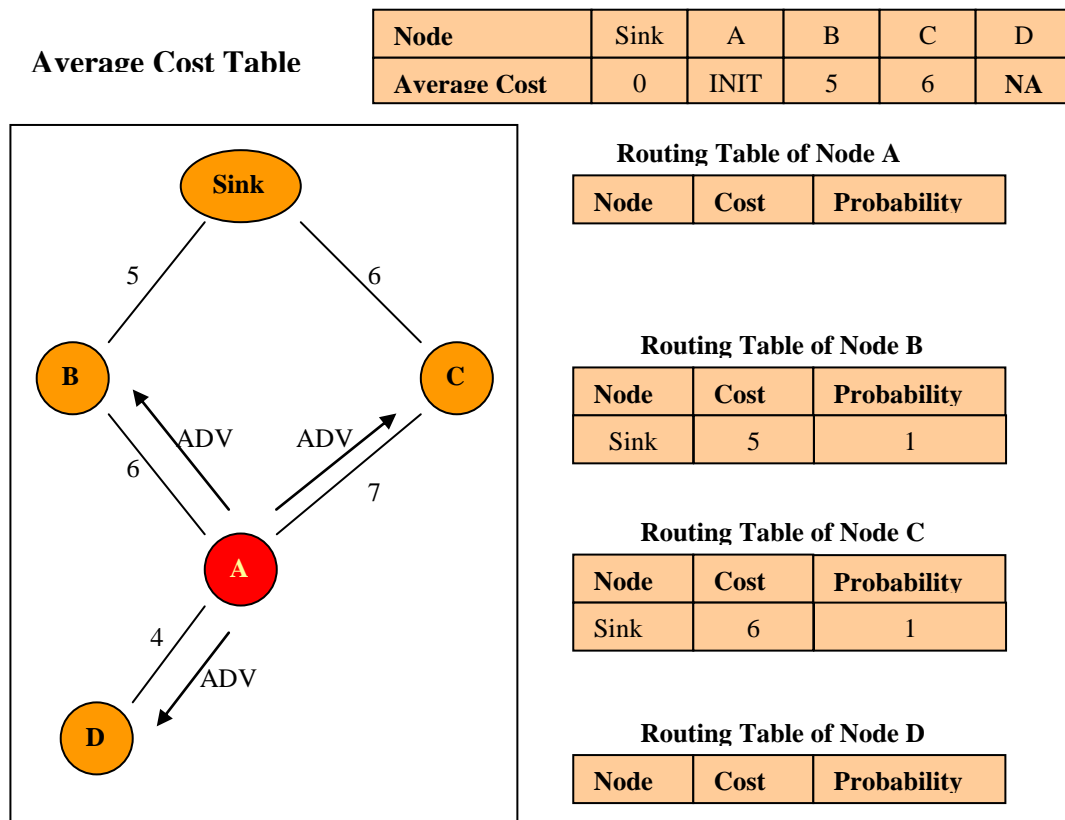 Average Cost Table
Node Sink A B C D
Average Cost 0 INIT 5 6 NA
Routing Table of Node A
Node Cost Probability
Sink
5
6
B
C
ADV
ADV
6
7
A
4
ADV
D
Routing Table of Node B
Node Cost Probability
Sink 5 1
Routing Table of Node C
Node Cost Probability
Sink 6 1
Routing Table of Node D
Node Cost Probability